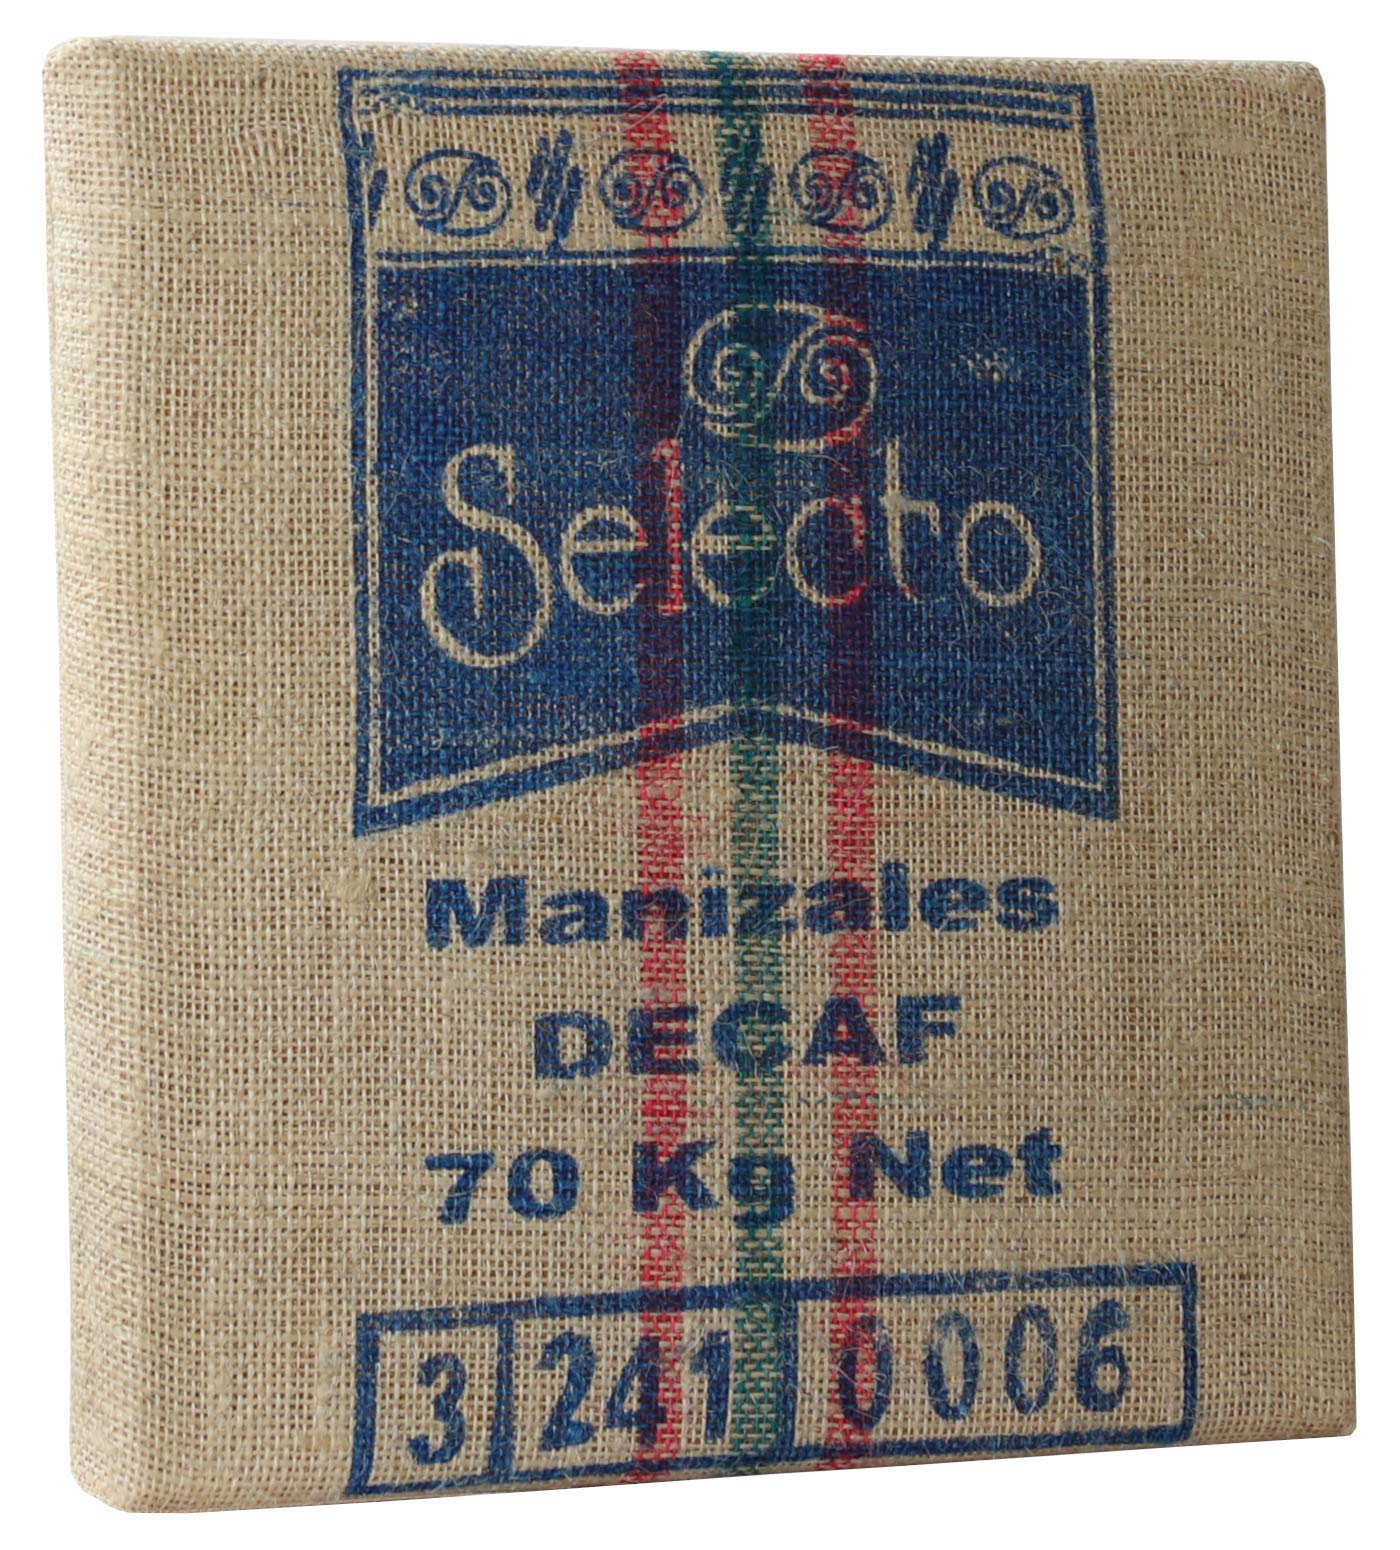 Selecto
Manizales
DECAF
70 Kg Net
3 241 0006